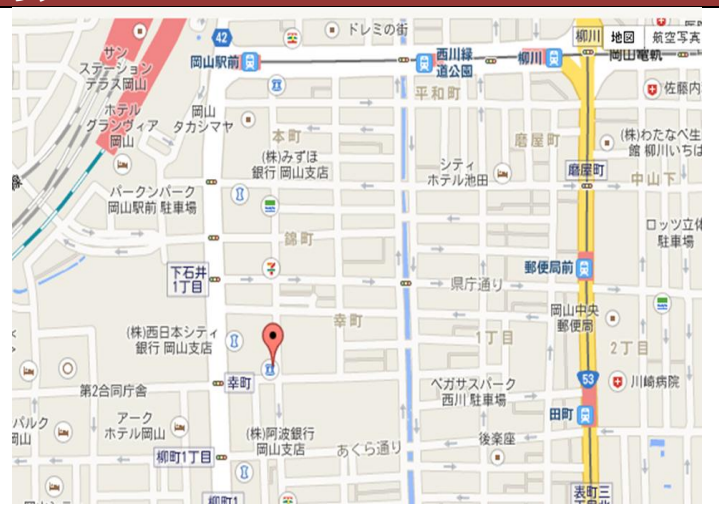 42
ドレミの街
柳川
地図
航空写真
サン
ステーション
テラス岡山
岡山駅前
西川緑
道公園
柳川
岡山電軌
ホテル
グランヴィア
岡山
岡山
タカシマヤ
平和町
佐藤内
本町
磨屋町
(株)わたなべ生
館 柳川いちは
(株)みずほ
銀行 岡山支店
シティ
ホテル池田
磨屋町
中山下
パークンパーク
岡山駅前 駐車場
錦町
ロッツ立体
駐車場
下石井
1丁目
郵便局前
県庁通り
岡山中央
郵便局
幸町
(株)西日本シティ
銀行 岡山支店
1丁目
2丁目
幸町
53
川崎病院
第2合同庁舎
ペガサスパーク
西川 駐車場
田町
アーク
ホテル岡山
パルク
岡山
(株)阿波銀行
岡山支店
あくら通り
後楽座
柳町1丁目
柳町1
表町三